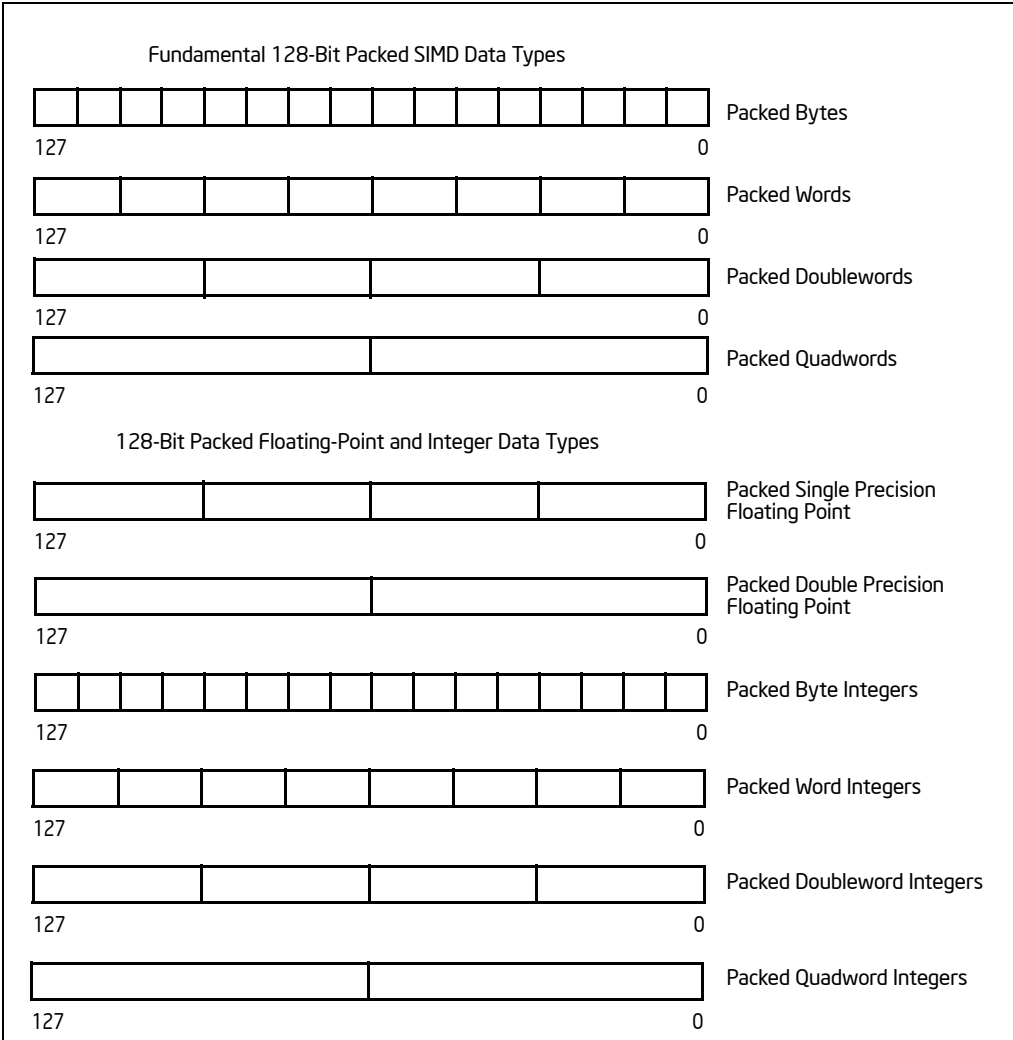 Fundamental 128-Bit Packed SIMD Data Types
Packed Bytes
127 0
Packed Words
127 0
Packed Doublewords
127 0
Packed Quadwords
127 0
128-Bit Packed Floating-Point and Integer Data Types
Packed Single Precision
Floating Point
127 0
Packed Double Precision
Floating Point
127 0
Packed Byte Integers
127 0
Packed Word Integers
127 0
Packed Doubleword Integers
127 0
Packed Quadword Integers
127 0